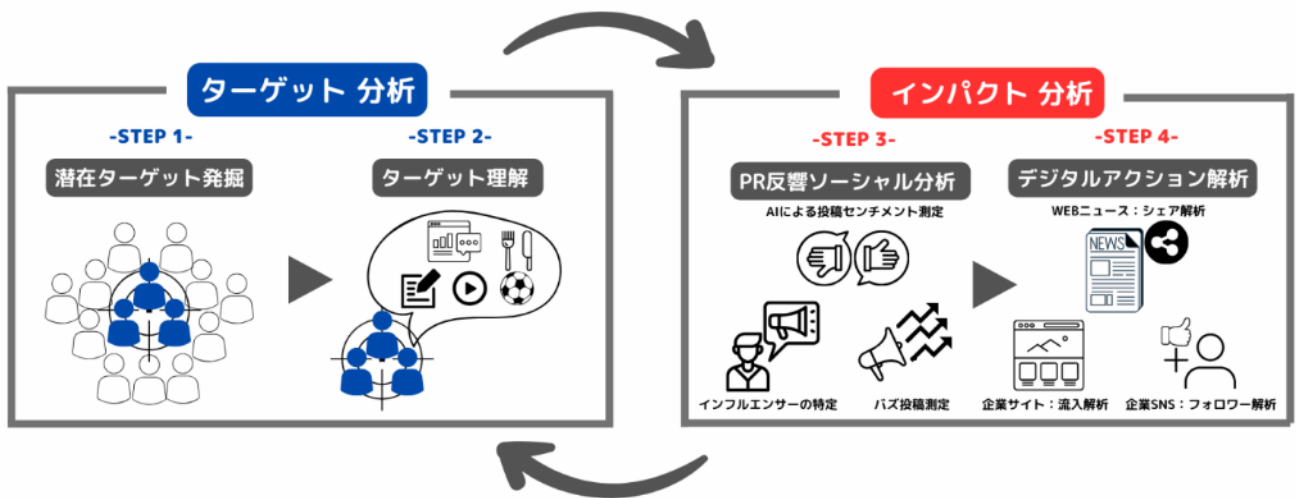 ターゲット 分析
-STEP 1-
潜在ターゲット発掘
-STEP 2-
ターゲット理解
インパクト 分析
-STEP 3-
PR反響ソーシャル分析
AIによる投稿センチメント測定
インフルエンサーの特定
バズ投稿測定
-STEP 4-
デジタルアクション解析
WEBニュース：シェア解析
NEWS
企業サイト：流入解析
企業SNS：フォロワー解析